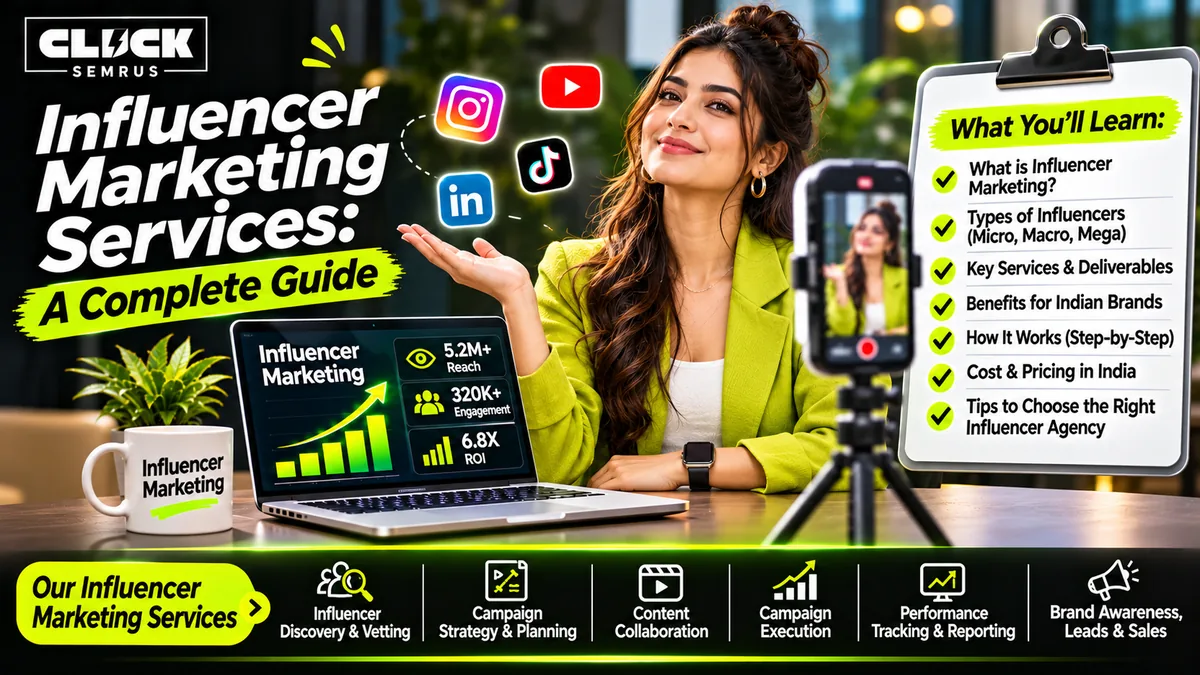 CLICK
SEMRUS
Influencer
Marketing
Services:
A Complete Guide
in
What You'll Learn:
What is Influencer
Marketing?
Types of Influencers
(Micro, Macro, Mega)
Key Services & Deliverables
Benefits for Indian Brands
How It Works (Step-by-Step)
Cost & Pricing in India
Tips to Choose the Right
Influencer Agency
Influencer
Marketing
5.2M+
Reach
320K+
Engagement
6.8X
ROI
Influencer
Marketing
Our Influencer
Marketing Services
Influencer
Discovery & Vetting
Campaign
Strategy & Planning
Content
Collaboration
Campaign
Execution
Performance
Tracking & Reporting
Brand Awareness,
Leads & Sales